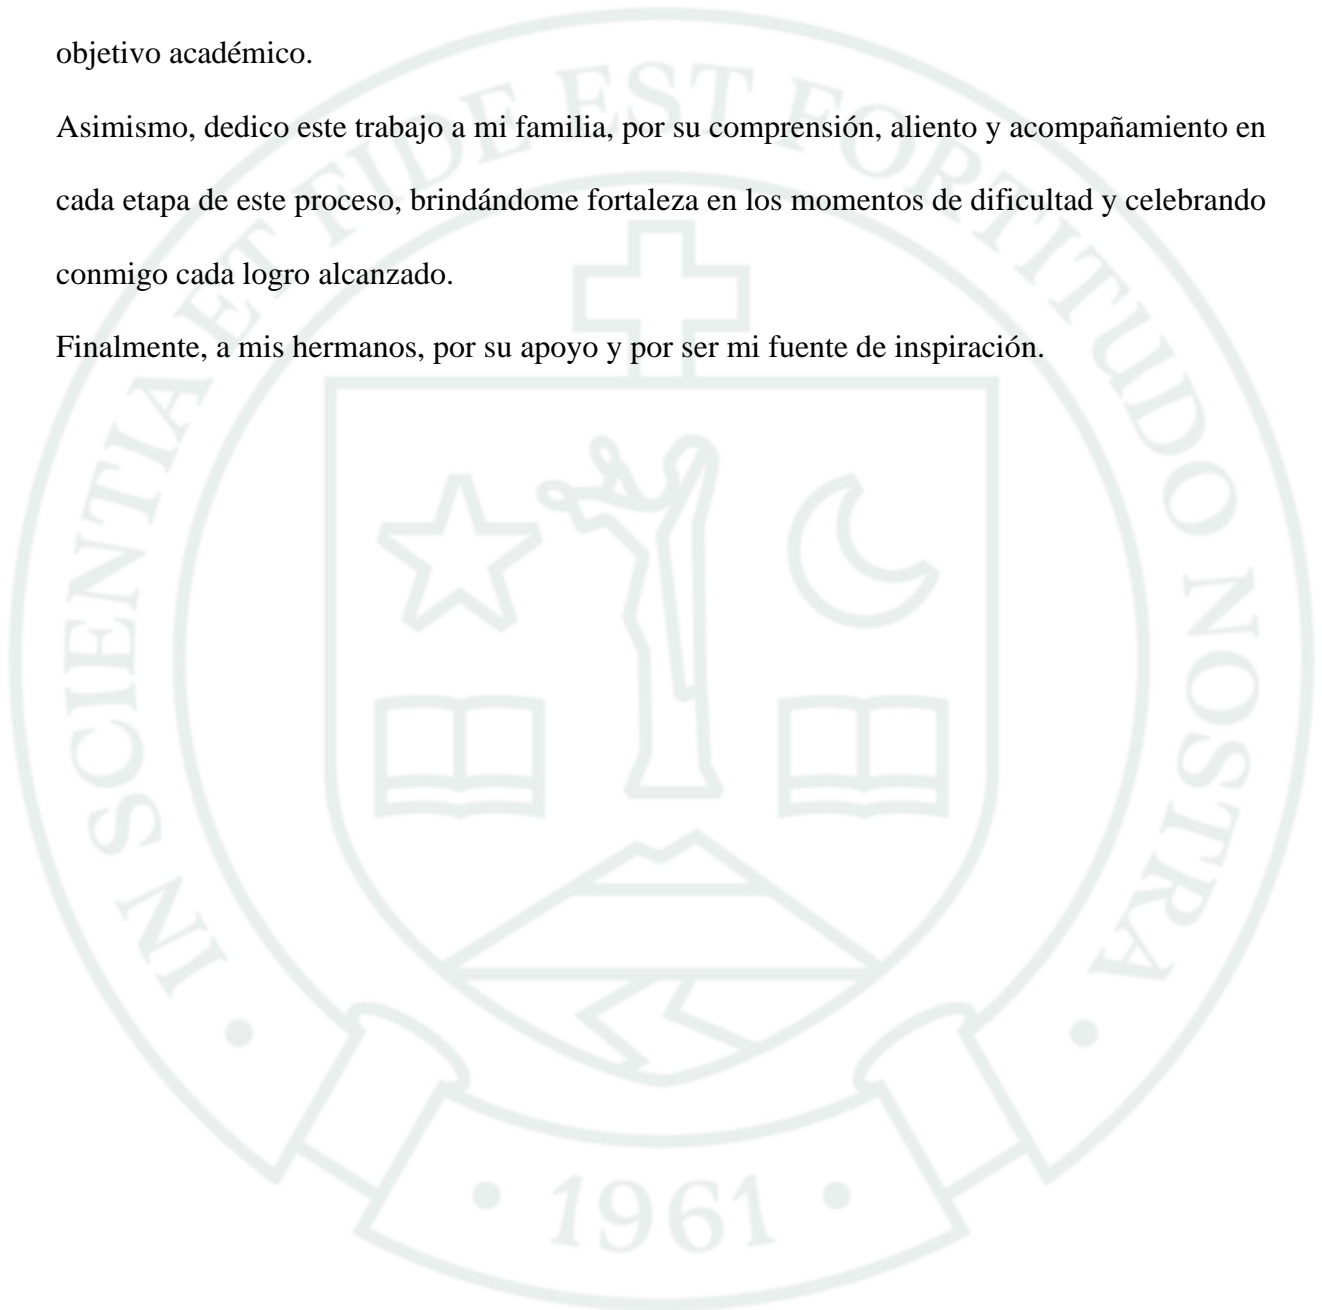 objetivo académico.
Asimismo, dedico este trabajo a mi familia, por su comprensión, aliento y acompañamiento en
cada etapa de este proceso, brindándome fortaleza en los momentos de dificultad y celebrando
conmigo cada logro alcanzado.
Finalmente, a mis hermanos, por su apoyo y por ser mi fuente de inspiración.
IN SCIENTIA ET FIDE EST FORTITUDO NOSTRA
• 1961 •